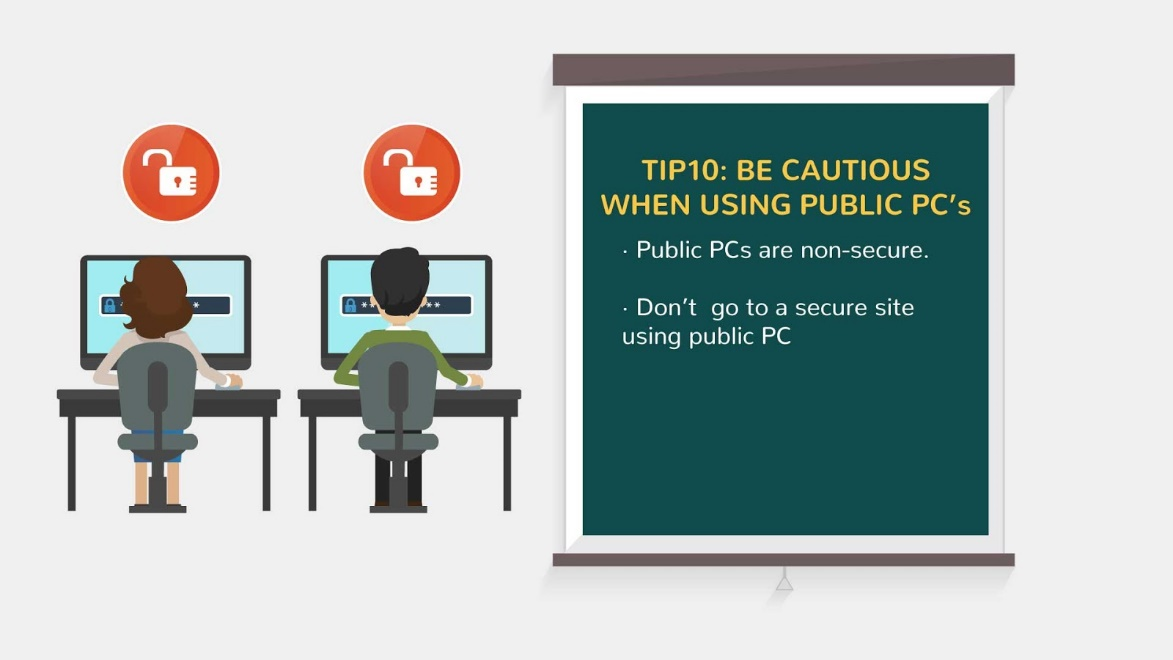 TIP10: BE CAUTIOUS
WHEN USING PUBLIC PC’s
· Public PCs are non-secure.
· Don’t  go to a secure site
using public PC